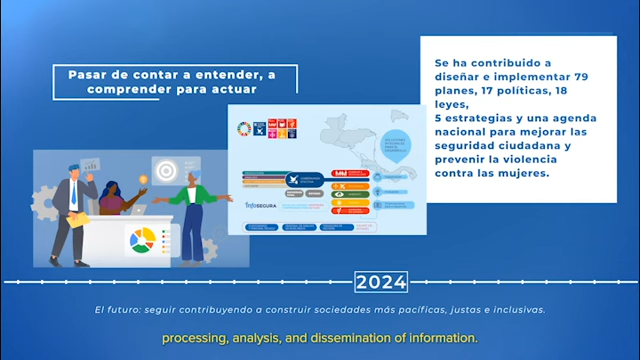 Pasar de contar a entender, a
comprender para actuar
Se ha contribuido a
diseñar e implementar 79
planes, 17 políticas, 18
leyes,
5 estrategias y una agenda
nacional para mejorar las
seguridad ciudadana y
prevenir la violencia
contra las mujeres.
infosegura
2024
El futuro: seguir contribuyendo a construir sociedades más pacíficas, justas e inclusivas.
processing, analysis, and dissemination of information.